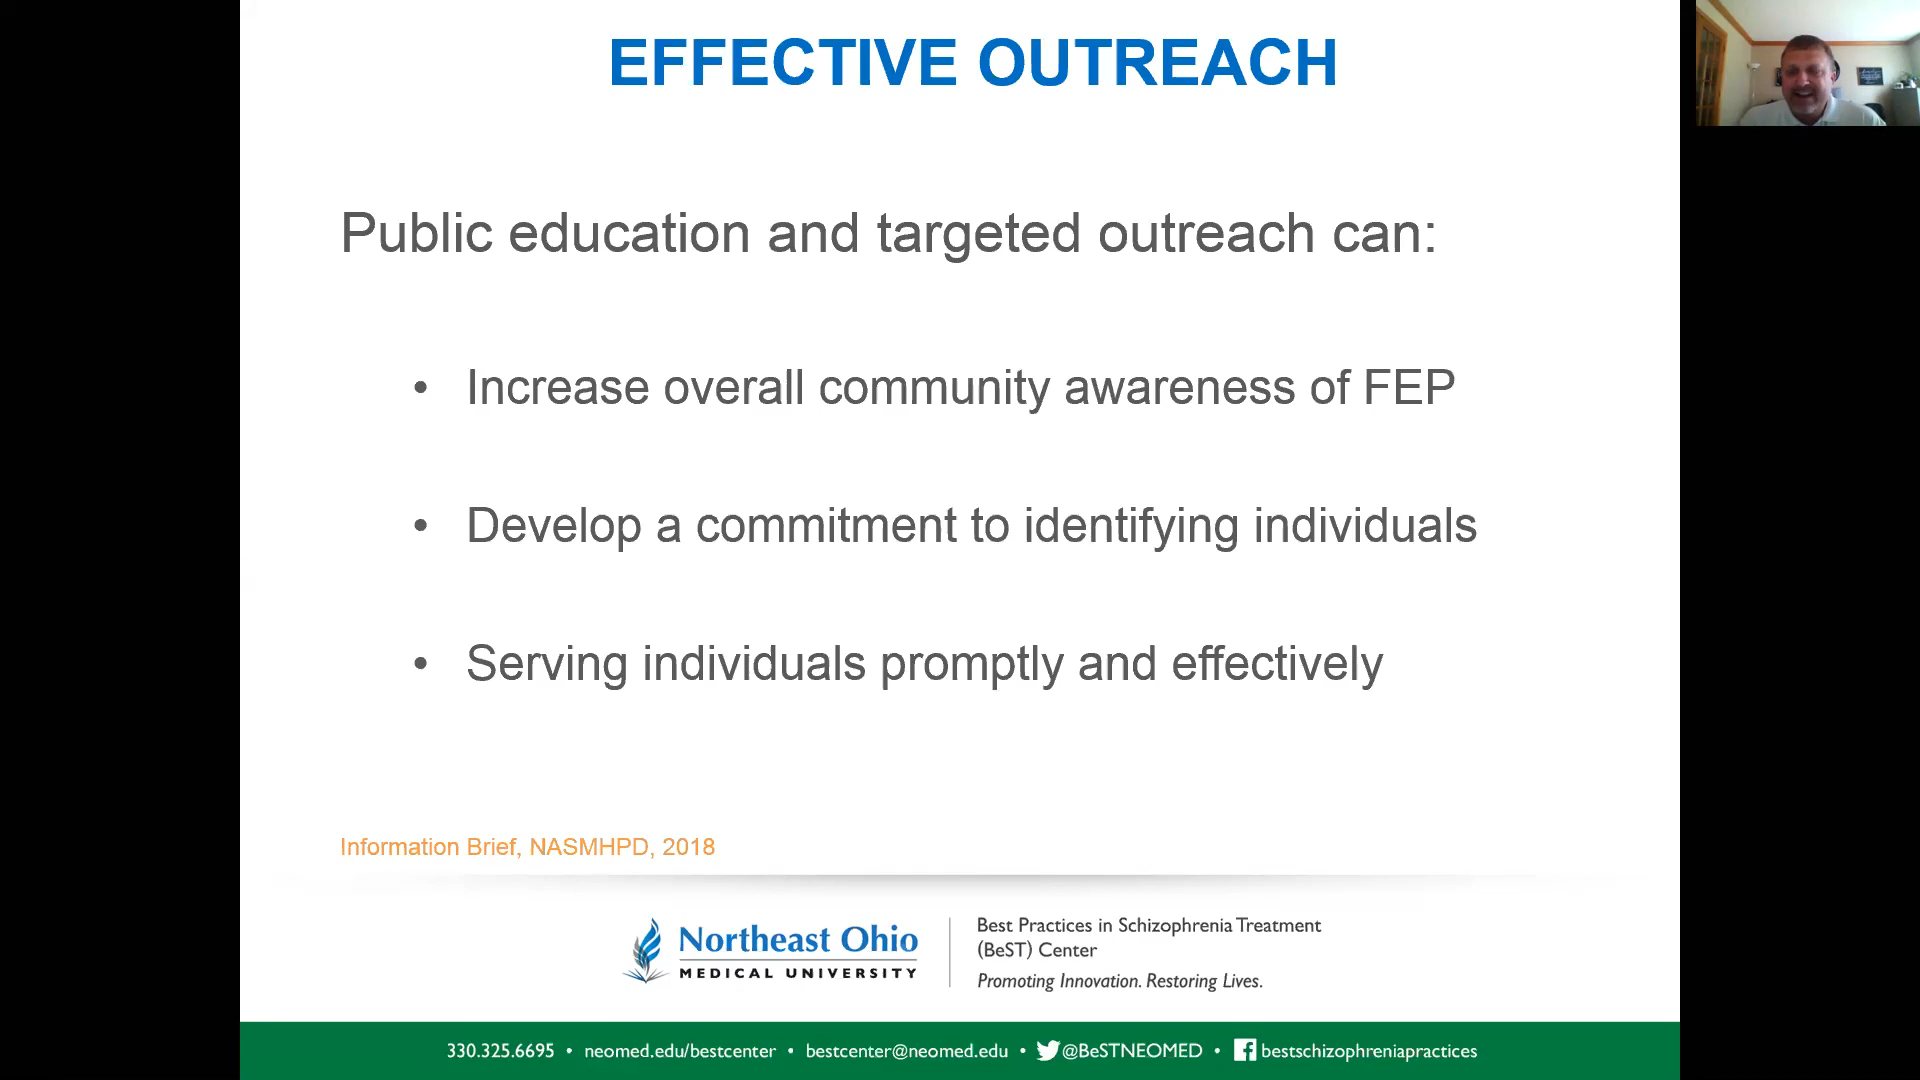 EFFECTIVE OUTREACH
Public education and targeted outreach can:
• Increase overall community awareness of FEP
• Develop a commitment to identifying individuals
• Serving individuals promptly and effectively
Information Brief, NASMHPD, 2018
Northeast Ohio
MEDICAL UNIVERSITY
Best Practices in Schizophrenia Treatment
(BeST) Center
Promoting Innovation. Restoring Lives.
330.325.6695 • neomed.edu/bestcenter • bestcenter@neomed.edu • @BeSTNEOMED • bestschizophreniapractices